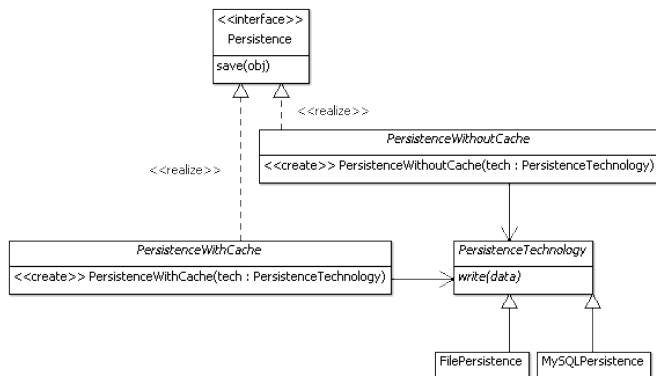 <<interface>>
Persistence
save(obj)
<<realize>>
PersistenceWithoutCache
<<create>> PersistenceWithoutCache(tech : PersistenceTechnology)
<<realize>>
PersistenceWithCache
<<create>> PersistenceWithCache(tech : PersistenceTechnology)
PersistenceTechnology
write(data)
FilePersistence
MySQLPersistence